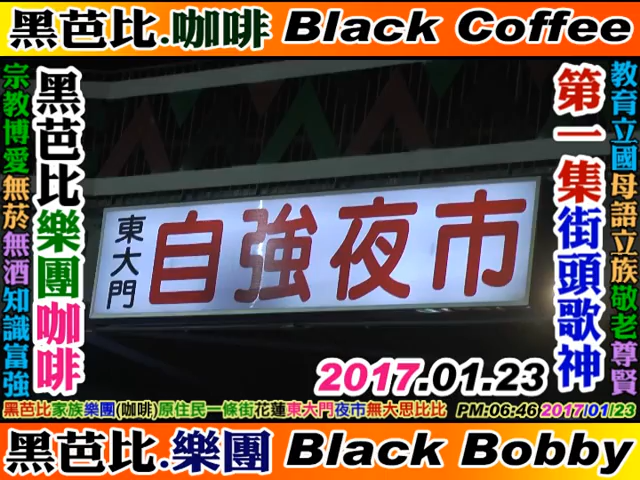 黑芭比.咖啡 Black Coffee
宗教博愛無菸無酒知識富強
黑芭比樂團咖啡
東大門
自強夜市
第一集街頭歌神
教育立國母語立族敬老尊賢
2017.01.23
黑芭比家族樂團(咖啡)原住民一條街花蓮東大門夜市無大思比比 PM:06:46 2017/01/23
黑芭比.樂團 Black Bobby